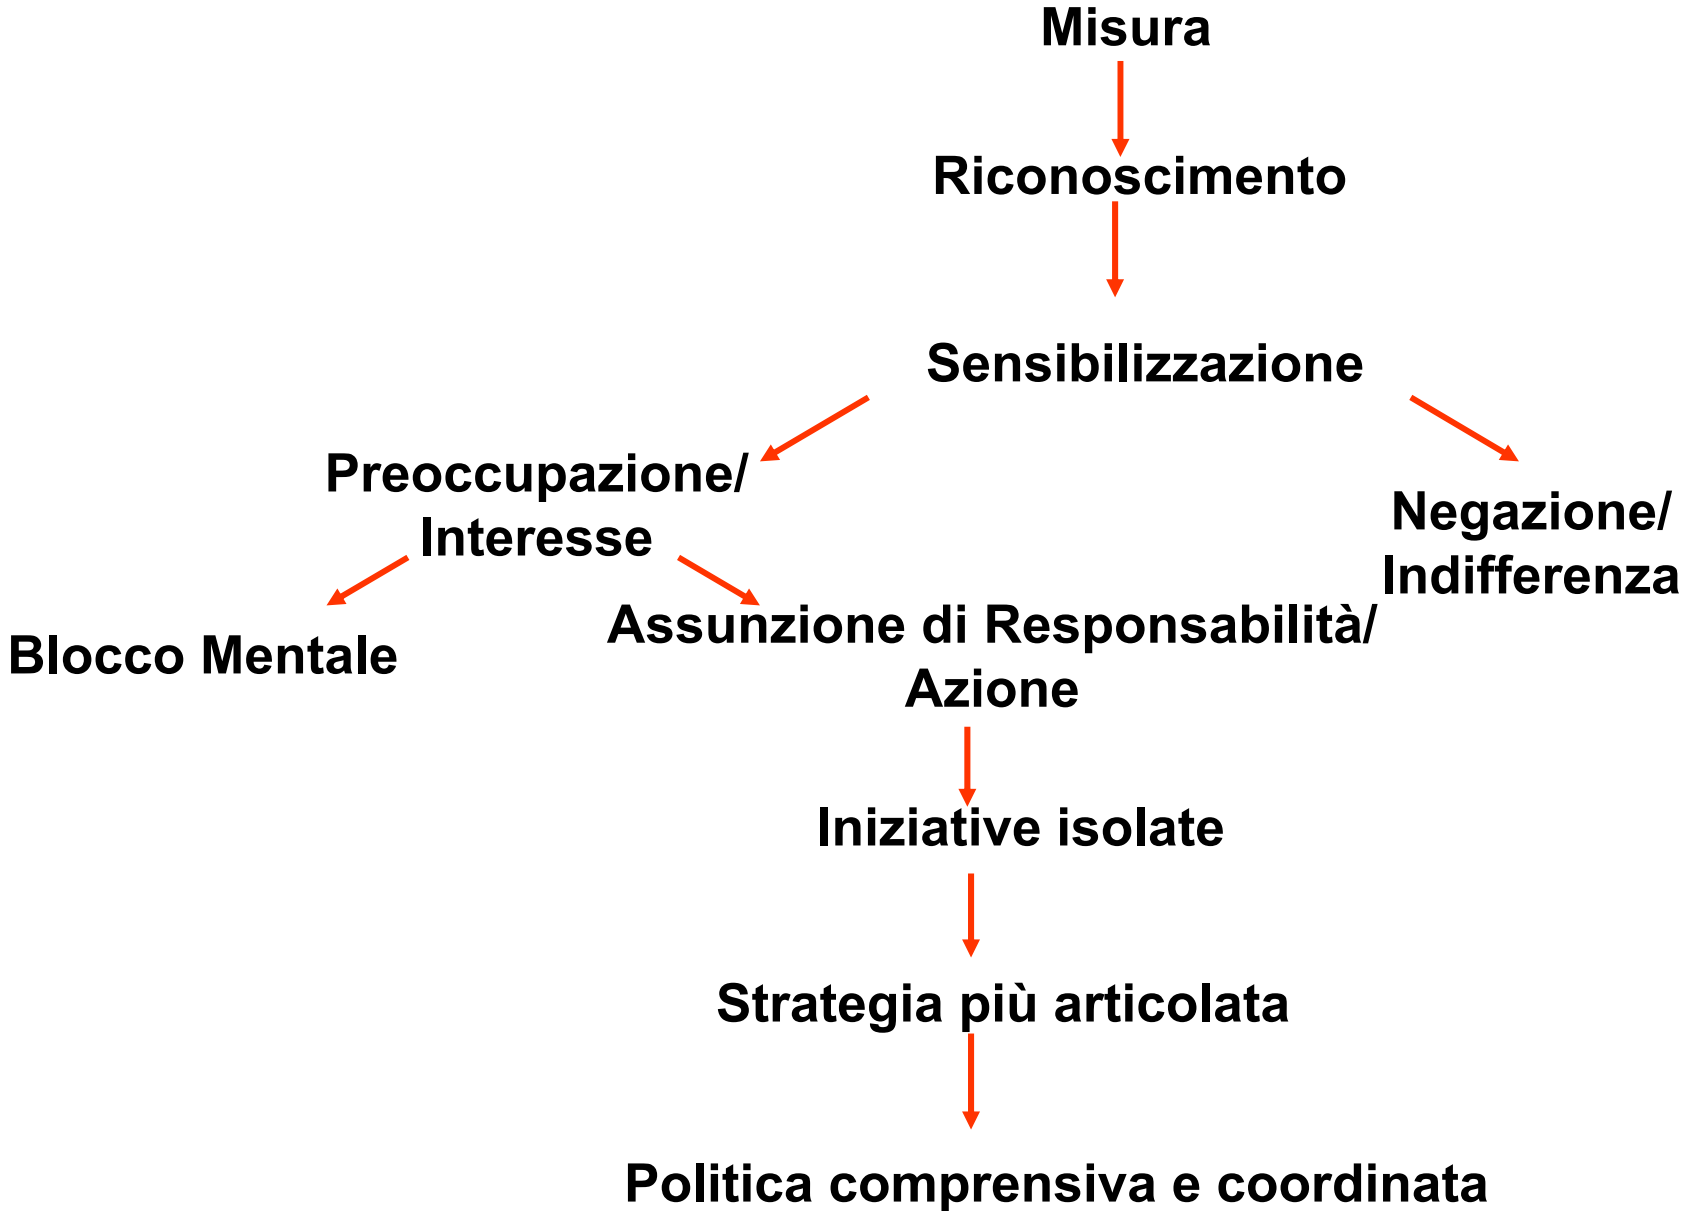 Misura
Riconoscimento
Sensibilizzazione
Preoccupazione/
Interesse
Negazione/
Indifferenza
Blocco Mentale
Assunzione di Responsabilità/
Azione
Iniziative isolate
Strategia più articolata
Politica comprensiva e coordinata